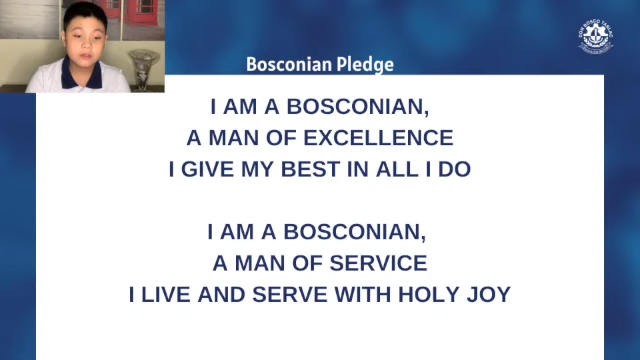 Bosconian Pledge
I AM A BOSCONIAN,
A MAN OF EXCELLENCE
I GIVE MY BEST IN ALL I DO
I AM A BOSCONIAN,
A MAN OF SERVICE
I LIVE AND SERVE WITH HOLY JOY